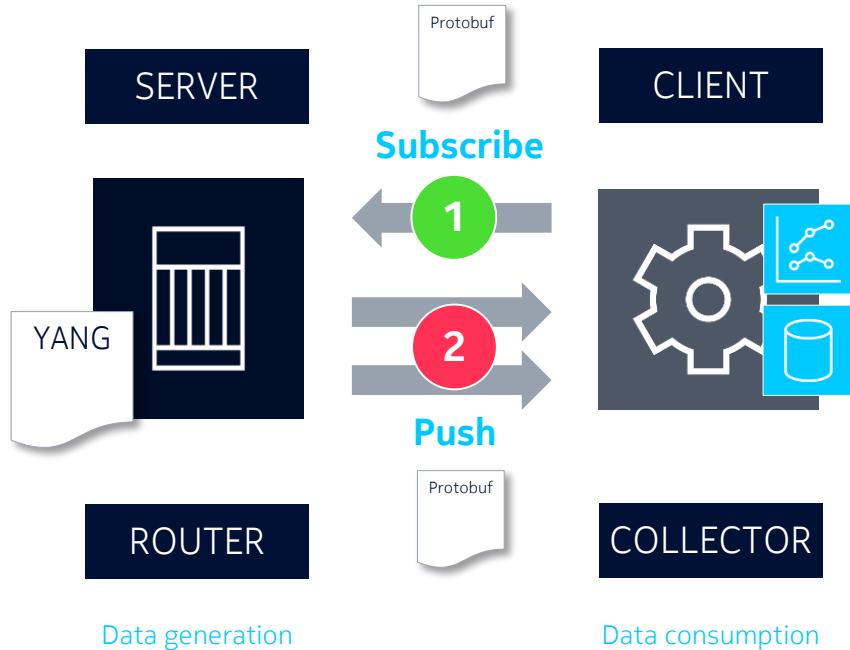 Protobuf
SERVER
CLIENT
Subscribe
1
YANG
2
Push
Protobuf
ROUTER
COLLECTOR
Data generation
Data consumption